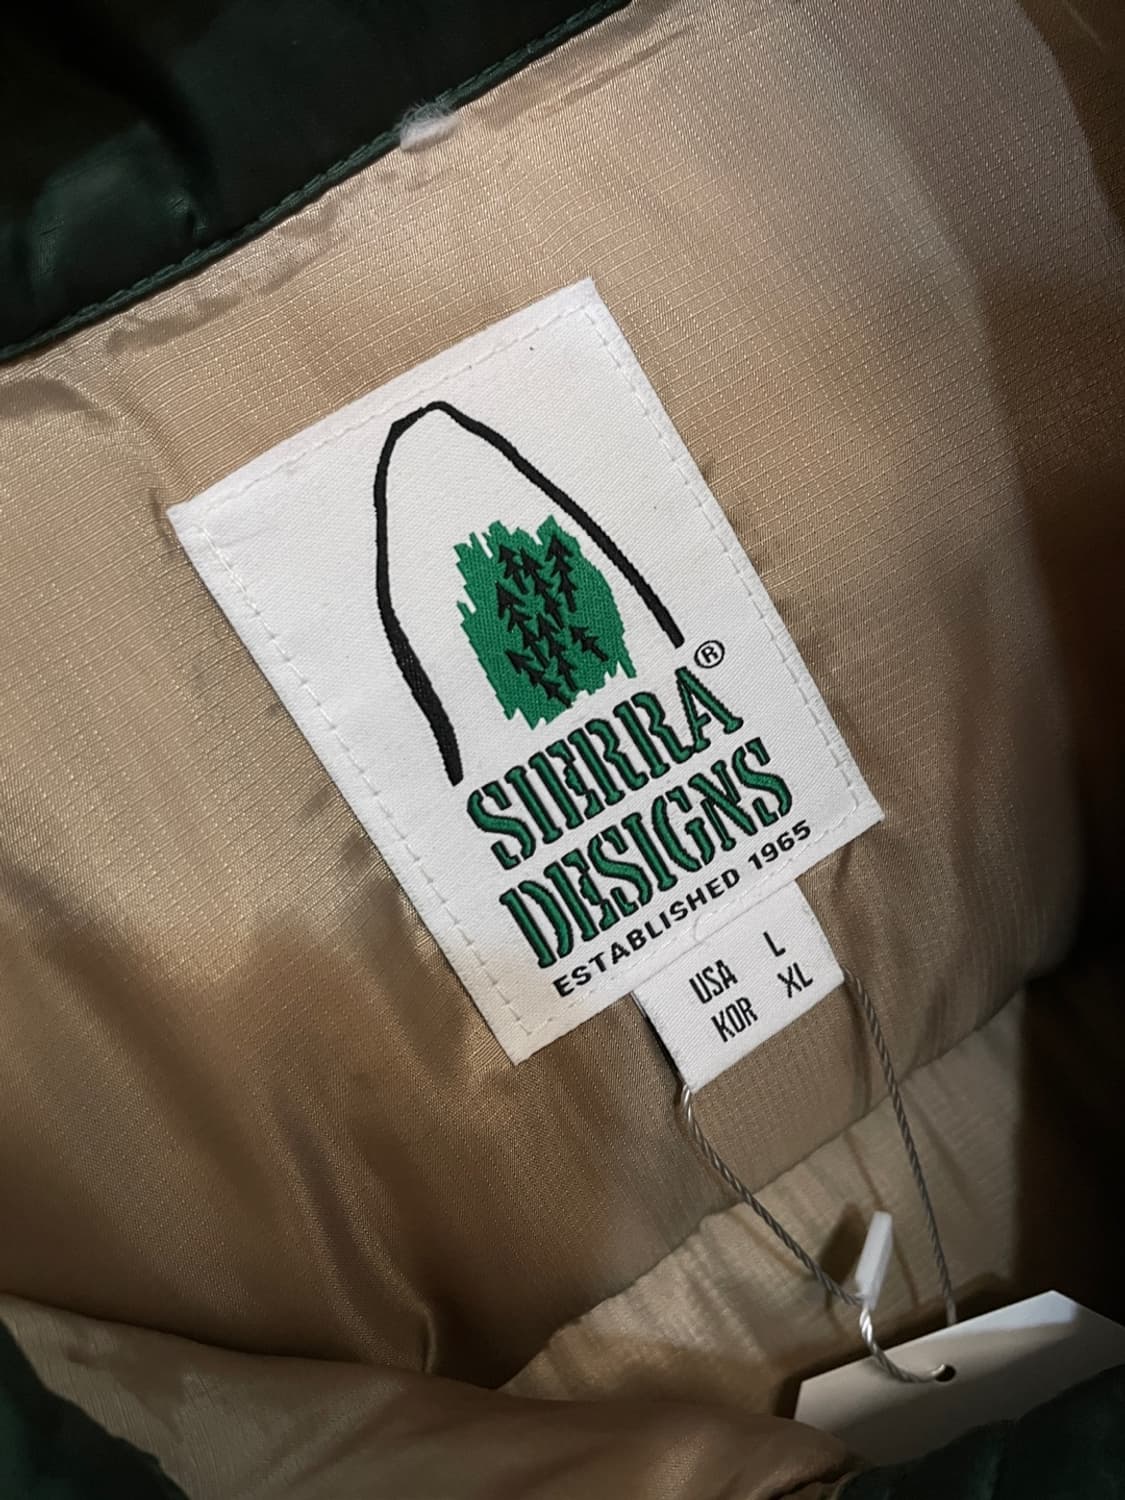 ®
SIERRA
DESIGNS
ESTABLISHED 1965
USA L
KOR XL